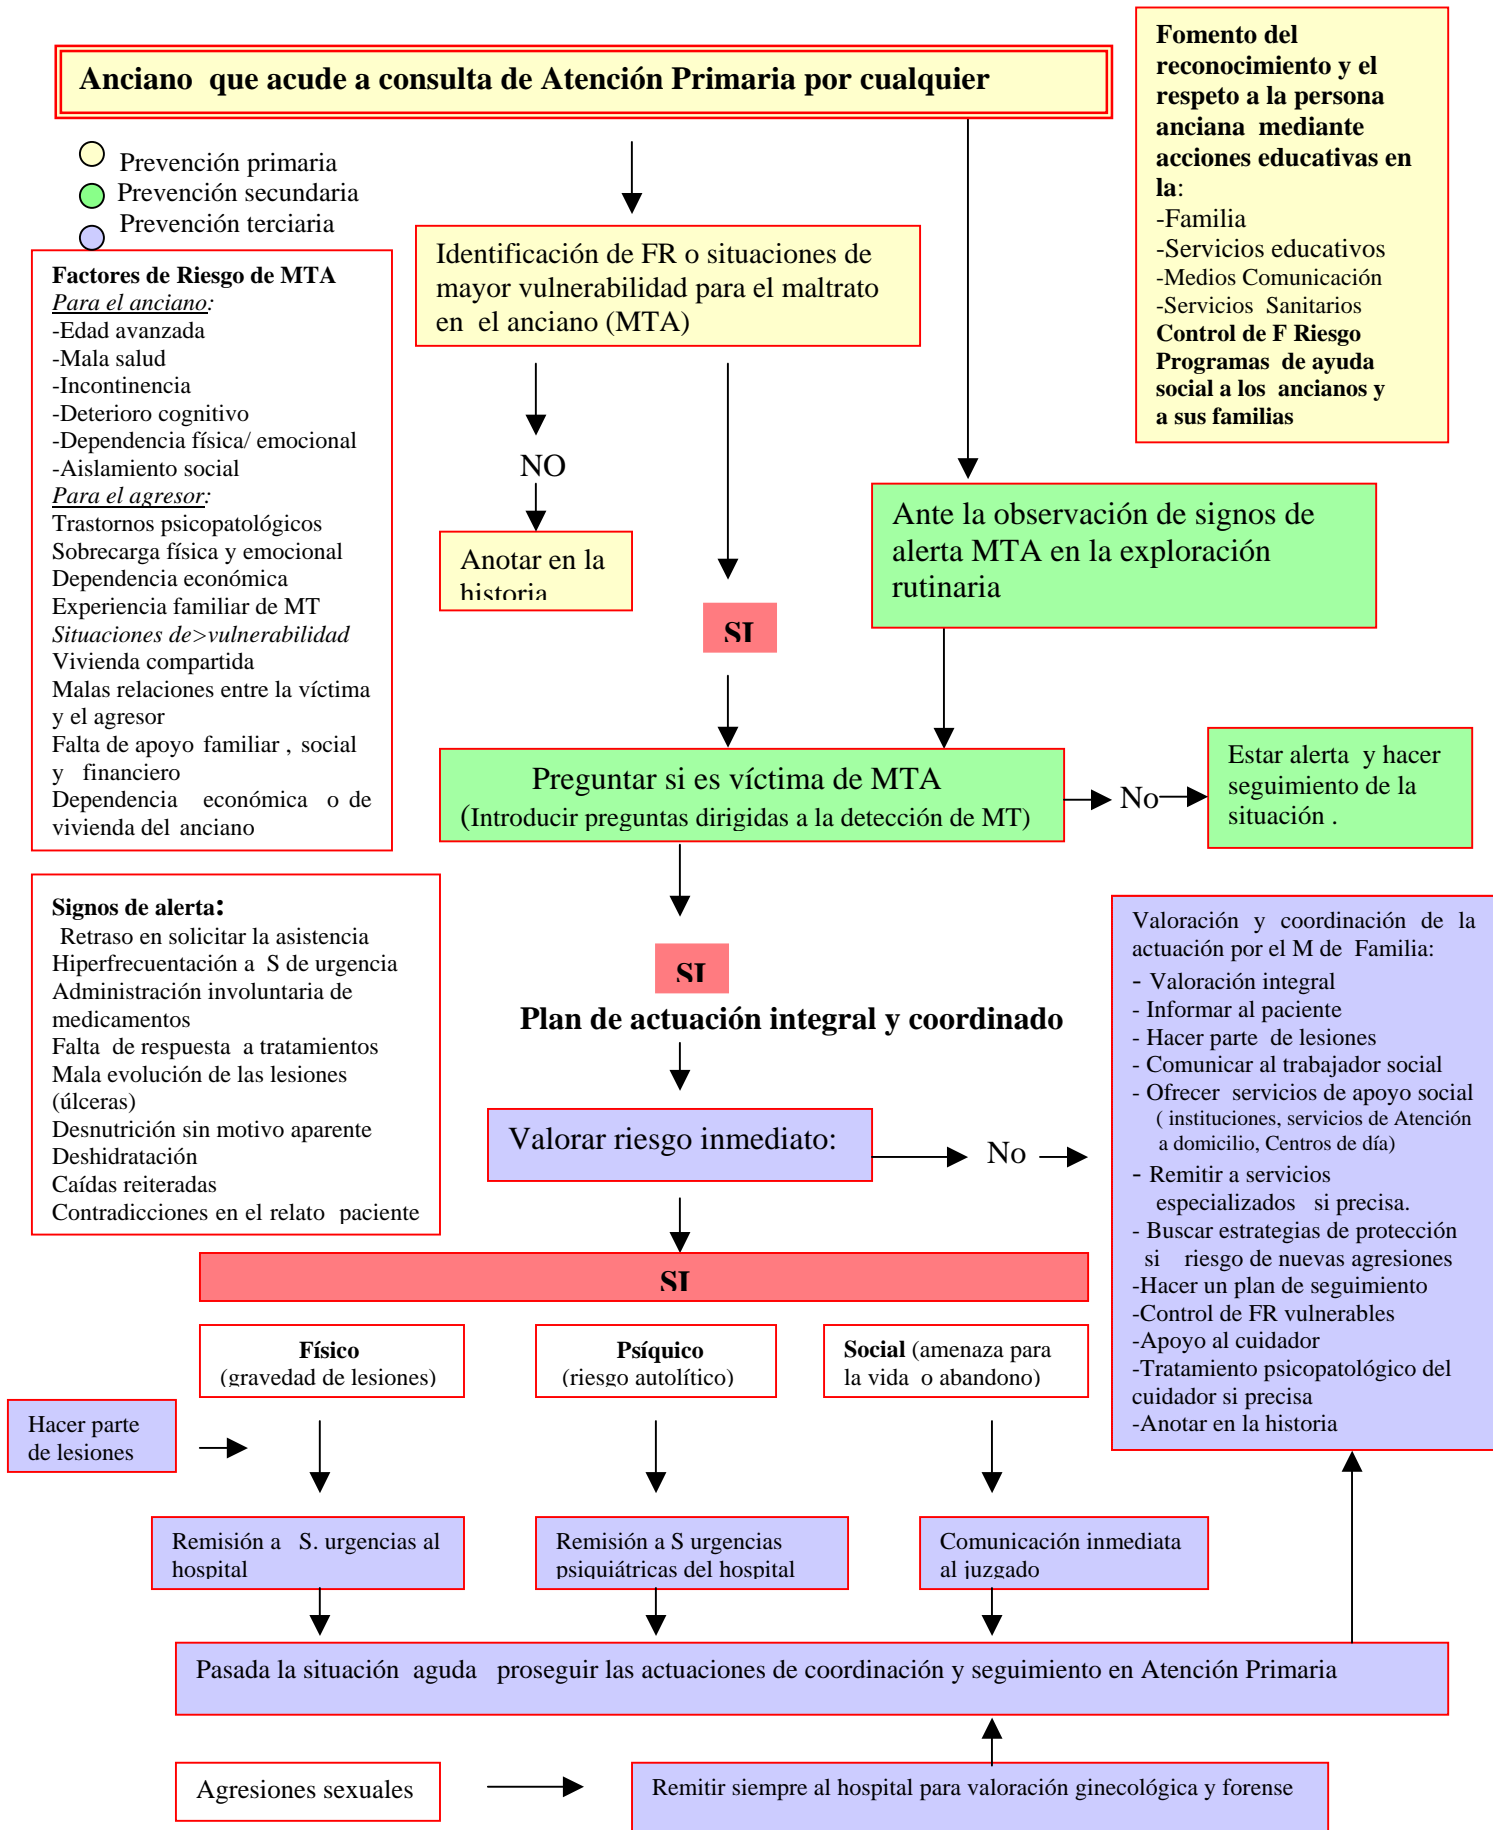 Anciano que acude a consulta de Atención Primaria por cualquier
Fomento del
reconocimiento y el
respeto a la persona
anciana mediante
acciones educativas en
la:
-Familia
-Servicios educativos
-Medios Comunicación
-Servicios Sanitarios
Control de F Riesgo
Programas de ayuda
social a los ancianos y
a sus familias
Prevención primaria
Prevención secundaria
Prevención terciaria
Factores de Riesgo de MTA
Para el anciano:
-Edad avanzada
-Mala salud
-Incontinencia
-Deterioro cognitivo
-Dependencia física/ emocional
-Aislamiento social
Para el agresor:
Trastornos psicopatológicos
Sobrecarga física y emocional
Dependencia económica
Experiencia familiar de MT
Situaciones de>vulnerabilidad
Vivienda compartida
Malas relaciones entre la víctima
y el agresor
Falta de apoyo familiar , social
y financiero
Dependencia económica o de
vivienda del anciano
Identificación de FR o situaciones de
mayor vulnerabilidad para el maltrato
en el anciano (MTA)
NO
Anotar en la
historia
SI
Ante la observación de signos de
alerta MTA en la exploración
rutinaria
Preguntar si es víctima de MTA
(Introducir preguntas dirigidas a la detección de MT)
No
Estar alerta y hacer
seguimiento de la
situación .
Signos de alerta:
Retraso en solicitar la asistencia
Hiperfrecuentación a S de urgencia
Administración involuntaria de
medicamentos
Falta de respuesta a tratamientos
Mala evolución de las lesiones
(úlceras)
Desnutrición sin motivo aparente
Deshidratación
Caídas reiteradas
Contradicciones en el relato paciente
SI
Plan de actuación integral y coordinado
Valorar riesgo inmediato:
No
Valoración y coordinación de la
actuación por el M de Familia:
- Valoración integral
- Informar al paciente
- Hacer parte de lesiones
- Comunicar al trabajador social
- Ofrecer servicios de apoyo social
( instituciones, servicios de Atención
a domicilio, Centros de día)
- Remitir a servicios
especializados si precisa.
- Buscar estrategias de protección
si riesgo de nuevas agresiones
-Hacer un plan de seguimiento
-Control de FR vulnerables
-Apoyo al cuidador
-Tratamiento psicopatológico del
cuidador si precisa
-Anotar en la historia
SI
Físico
(gravedad de lesiones)
Psíquico
(riesgo autolítico)
Social (amenaza para
la vida o abandono)
Hacer parte
de lesiones
Remisión a S. urgencias al
hospital
Remisión a S urgencias
psiquiátricas del hospital
Comunicación inmediata
al juzgado
Pasada la situación aguda proseguir las actuaciones de coordinación y seguimiento en Atención Primaria
Agresiones sexuales
Remitir siempre al hospital para valoración ginecológica y forense